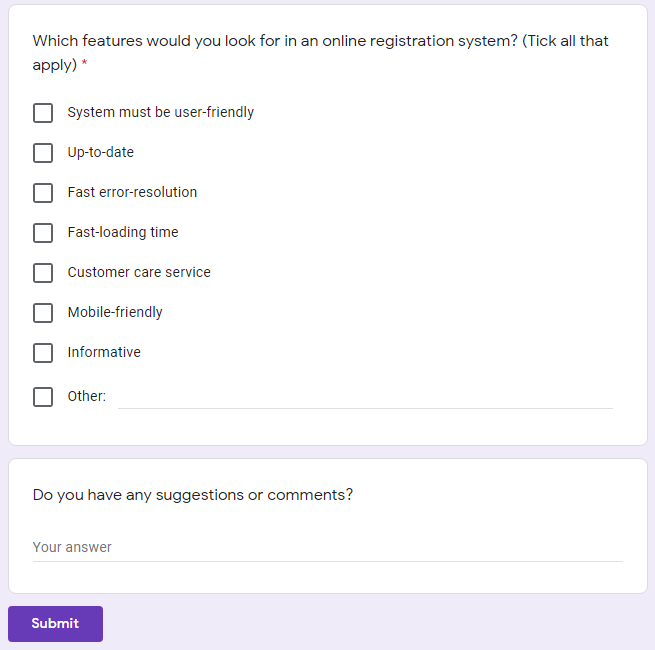 Which features would you look for in an online registration system? (Tick all that
apply) *
System must be user-friendly
Up-to-date
Fast error-resolution
Fast-loading time
Customer care service
Mobile-friendly
Informative
Other:
Do you have any suggestions or comments?
Your answer
Submit